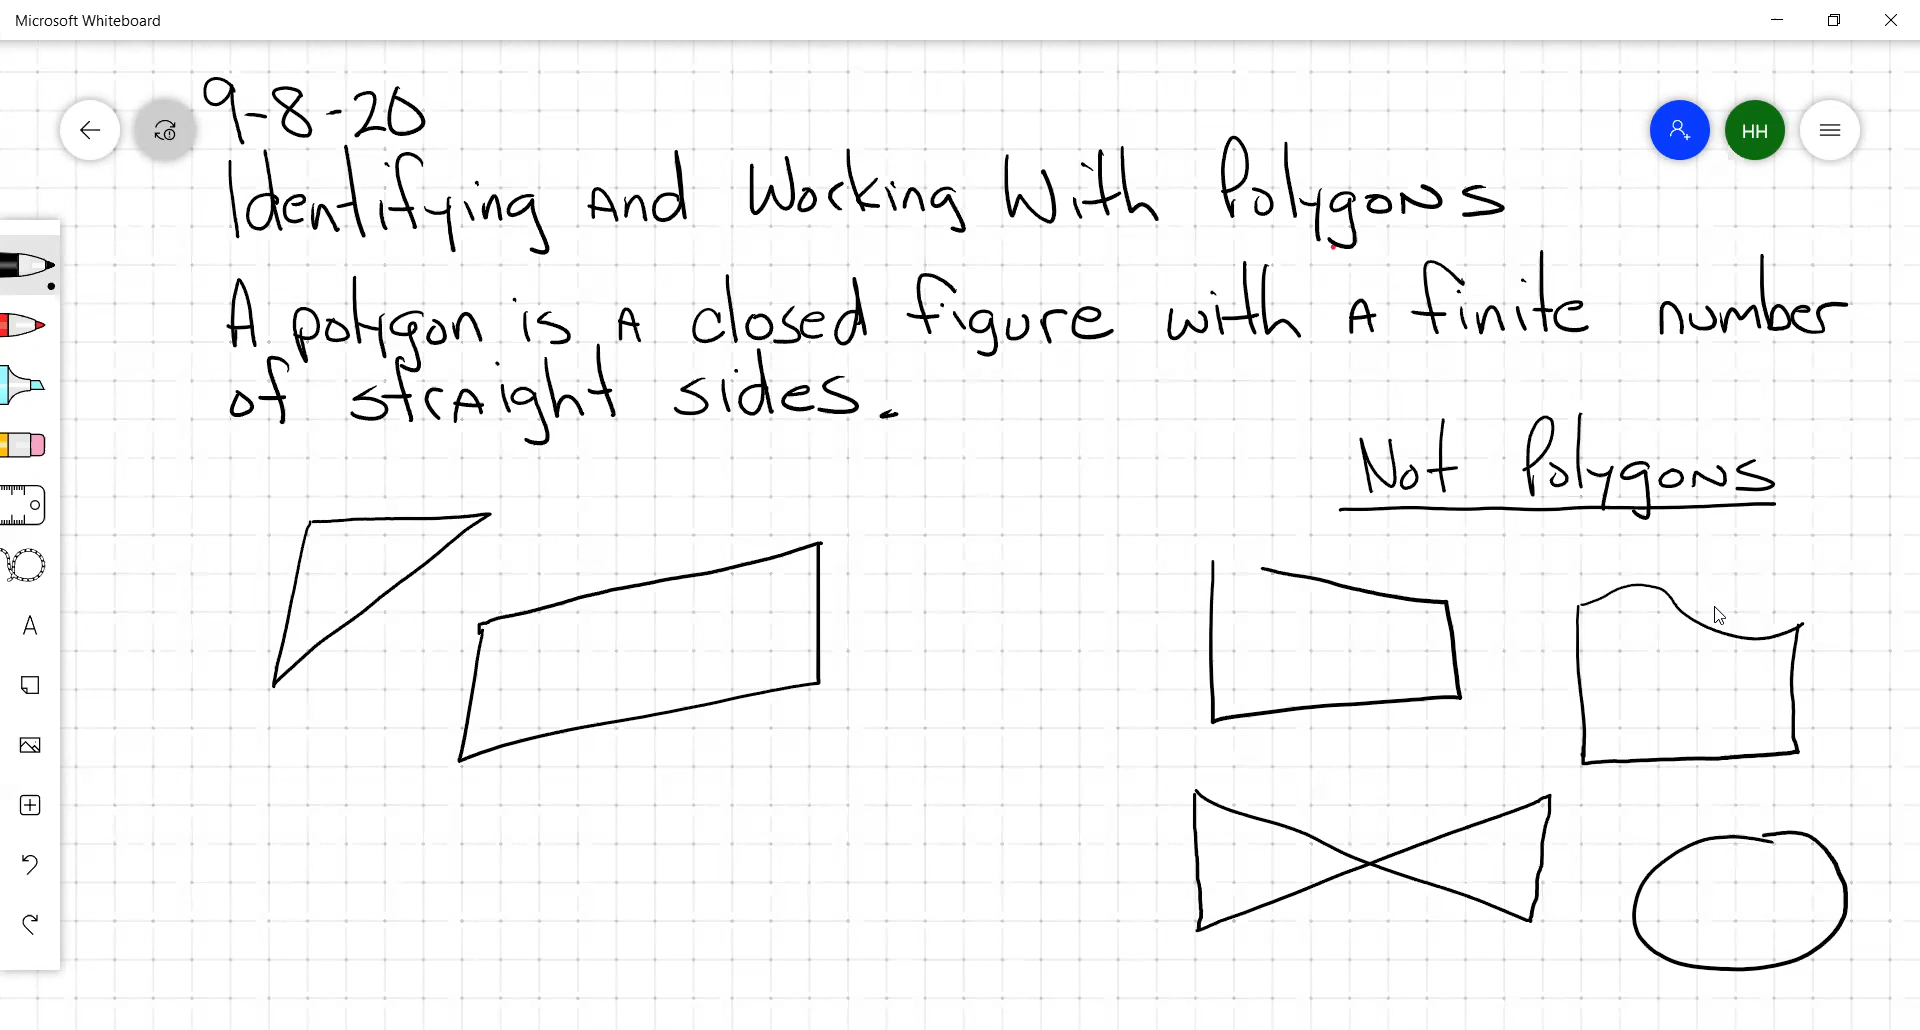 Microsoft Whiteboard
9-8-20
HH
Identifying And Working With Polygons
A polygon is A closed figure with A finite number
of straight sides.
Not Polygons
A